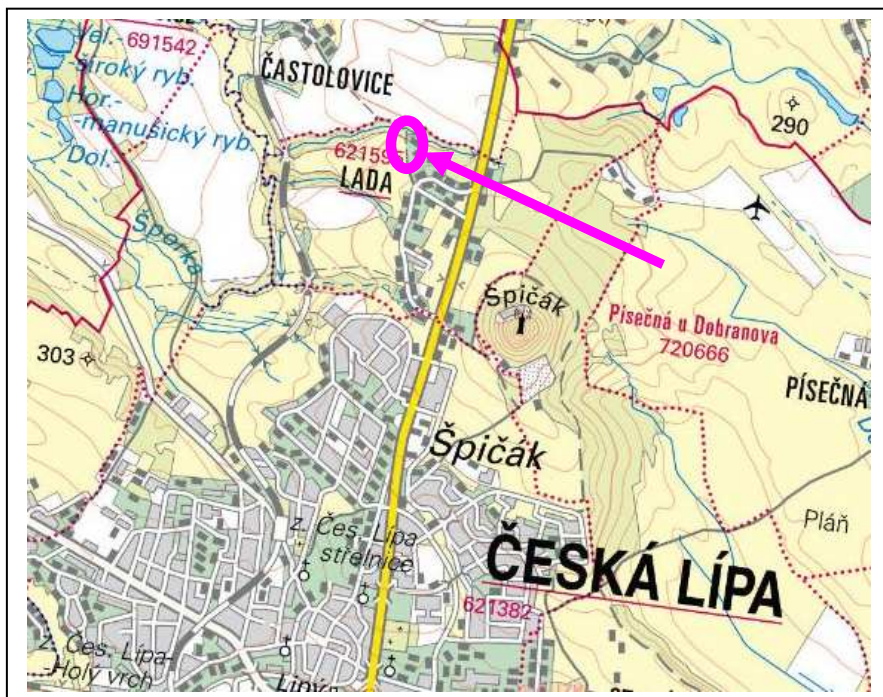 Vel.-
691542
-široký ryb.
Hor.-
-manušický ryb.
Dol.-
ČASTOLOVICE
LADA
Šporka
290
Špičák
Písečná u Dobranova
720666
PÍSEČNÁ
303
Špičák
Pláň
z. Čes. Lípa
střelnice
ČESKÁ LÍPA
621382
z. Čes. Lípa-
-Holý vrch